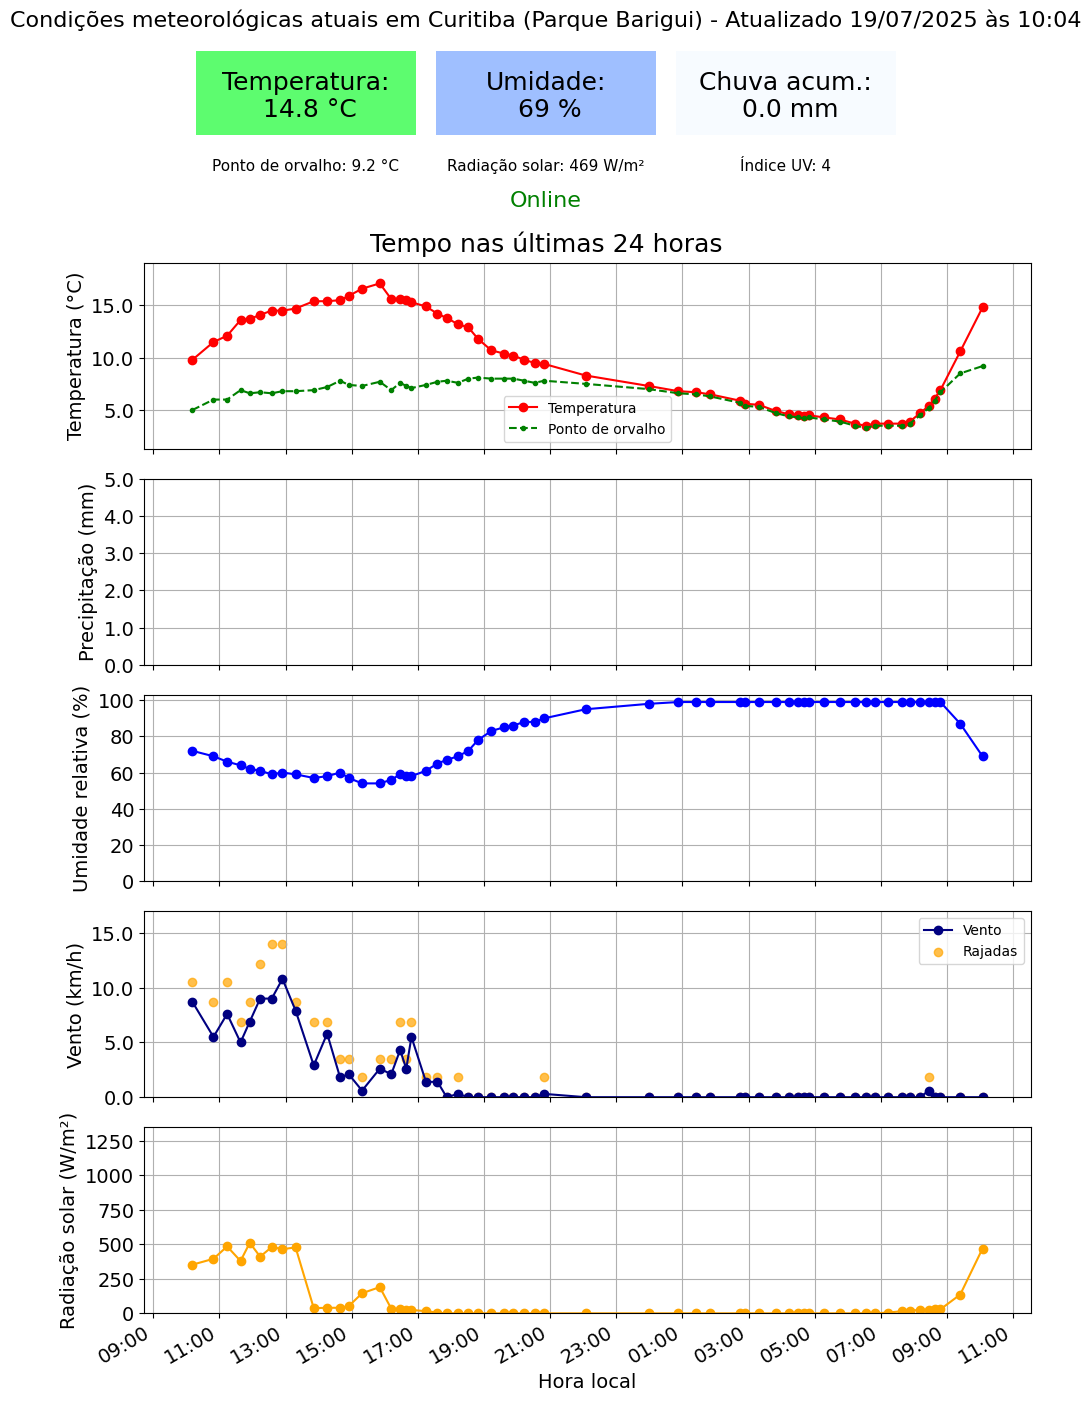 Condições meteorológicas atuais em Curitiba (Parque Barigui) - Atualizado 19/07/2025 às 10:04
Temperatura:
14.8 °C
Umidade:
69 %
Chuva acum.:
0.0 mm
Ponto de orvalho: 9.2 °C
Radiação solar: 469 W/m²
Índice UV: 4
Online
Tempo nas últimas 24 horas
Temperatura (°C)
15.0
10.0
5.0
Temperatura
Ponto de orvalho
Precipitação (mm)
5.0
4.0
3.0
2.0
1.0
0.0
Umidade relativa (%)
100
80
60
40
20
0
Vento (km/h)
15.0
10.0
5.0
0.0
Vento
Rajadas
Radiação solar (W/m²)
1250
1000
750
500
250
0
09:00
11:00
13:00
15:00
17:00
19:00
21:00
23:00
01:00
03:00
05:00
07:00
09:00
11:00
Hora local